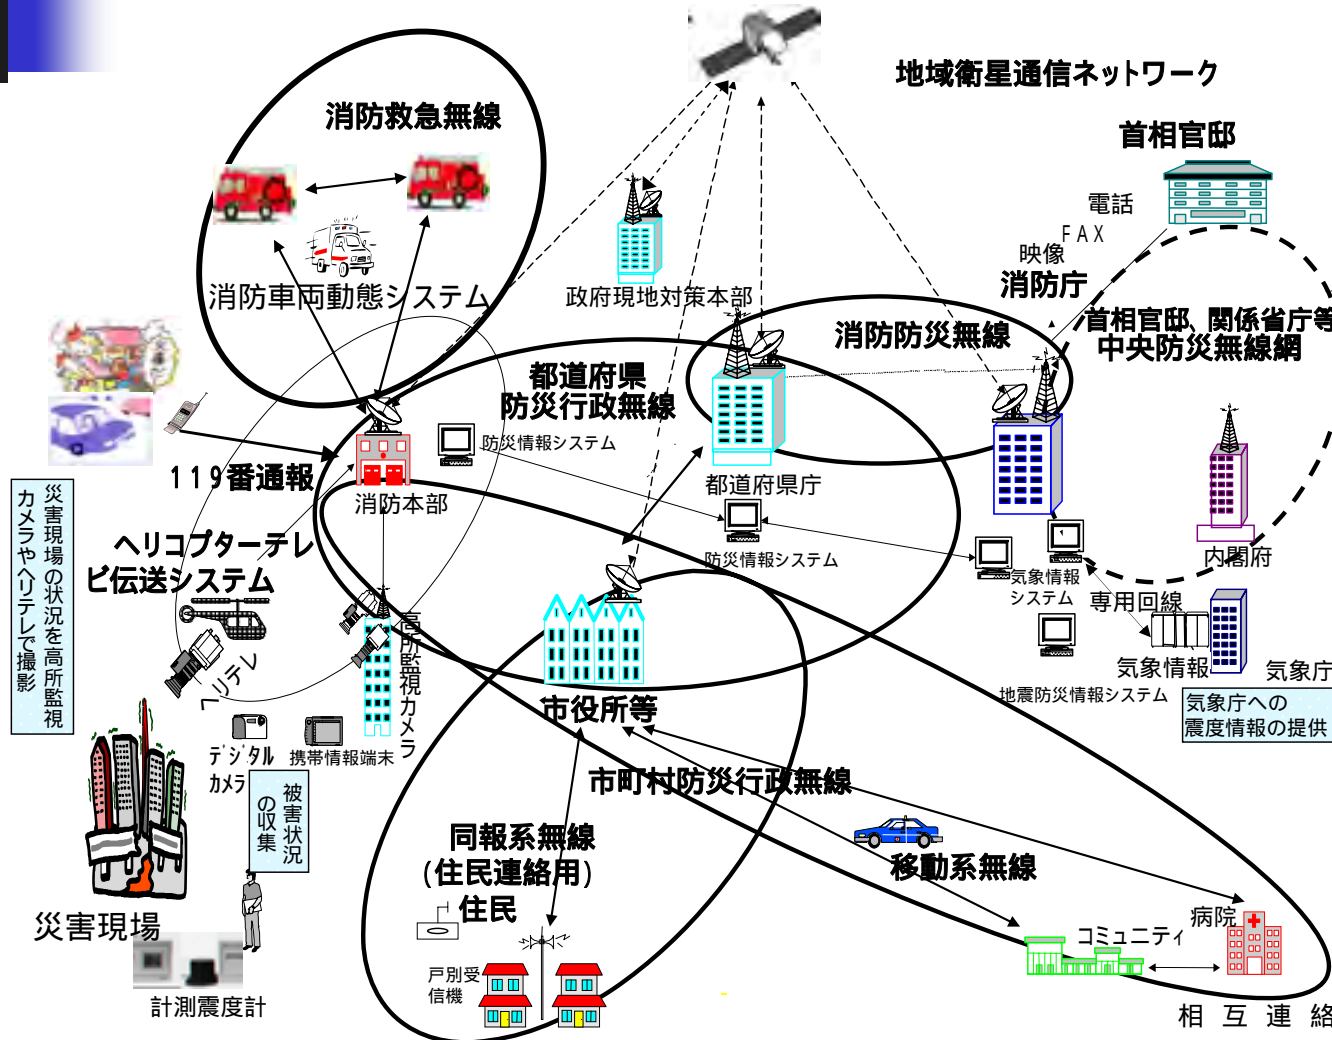 地域衛星通信ネットワーク
消防救急無線
首相官邸
電話
FAX
映像
消防庁
消防車両動態システム
政府現地対策本部
消防防災無線
首相官邸、関係省庁等
中央防災無線網
都道府県
防災行政無線
防災情報システム
119番通報
消防本部
都道府県庁
防災情報システム
災害現場の状況を高所監視
カメラやヘリテレで撮影
ヘリコプターテレ
ビ伝送システム
内閣府
気象情報
システム
専用回線
高所監視カメラ
ヘリテレ
気象情報
気象庁
地震防災情報システム
気象庁への
震度情報の提供
市役所等
デジタル
カメラ
携帯情報端末
被害状況
の収集
市町村防災行政無線
同報系無線
(住民連絡用)
住民
移動系無線
災害現場
戸別受
信機
コミュニティ
病院
計測震度計
相互連絡